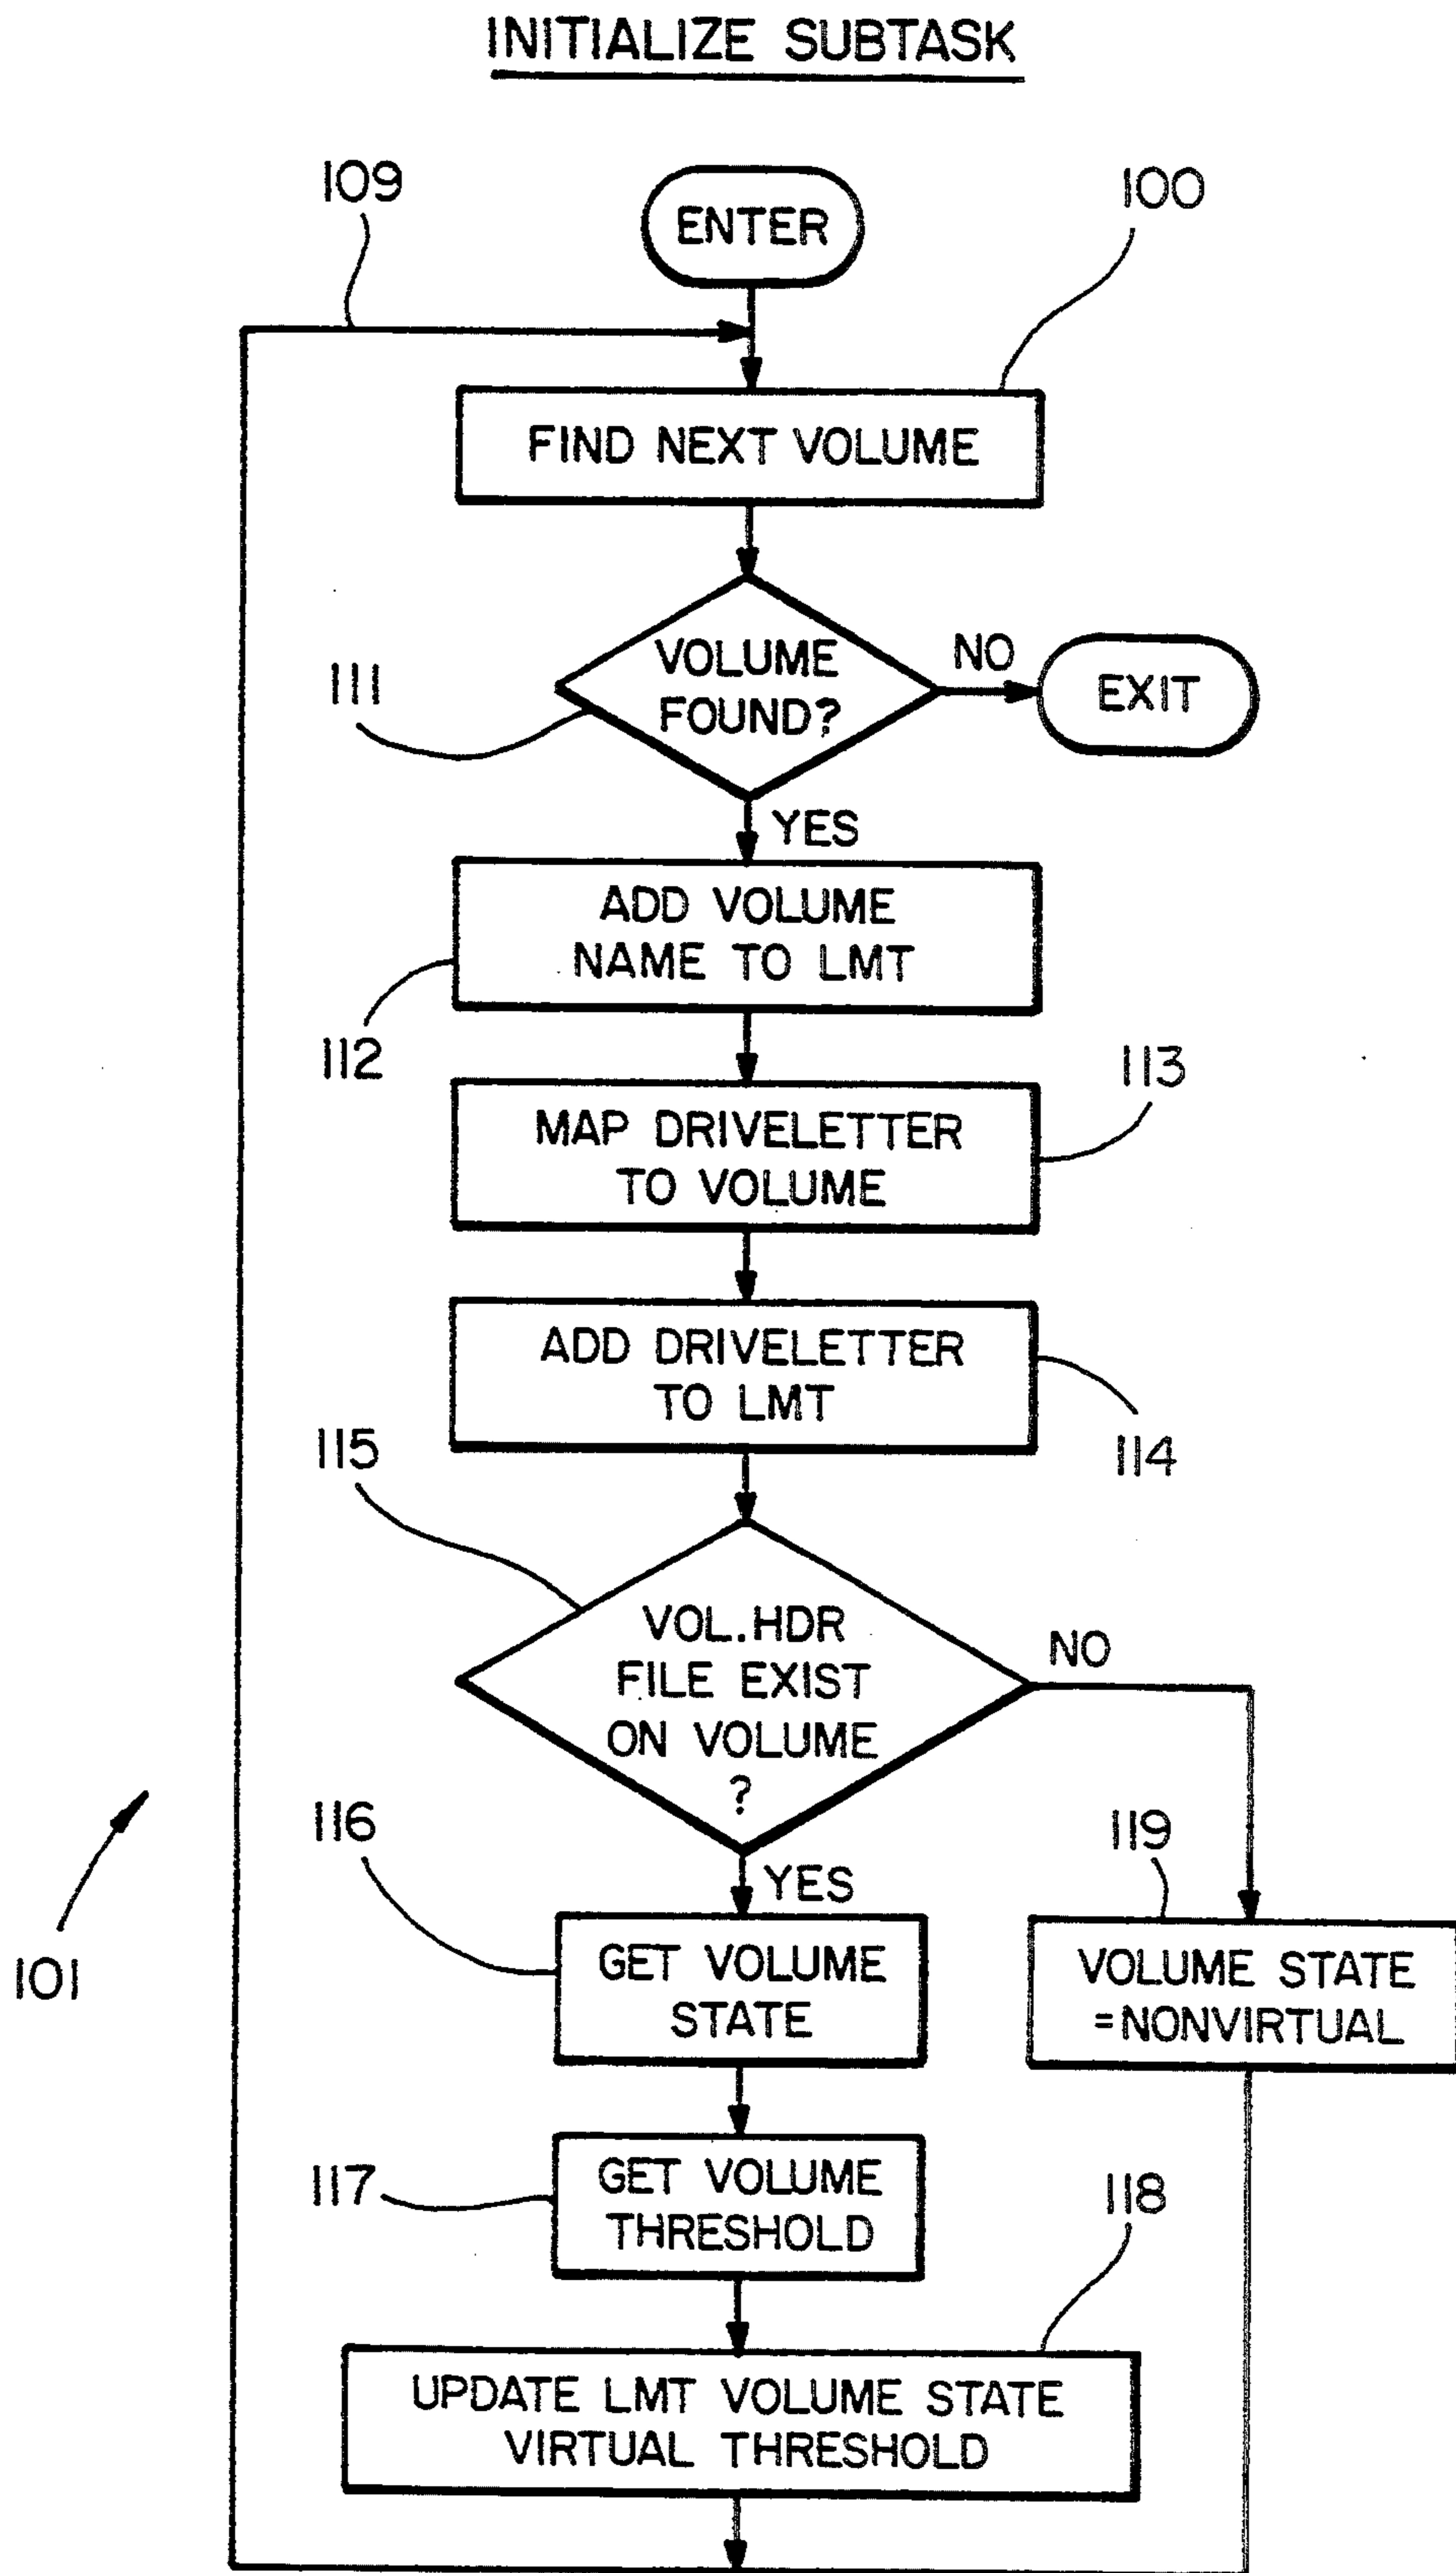 INITIALIZE SUBTASK
109
ENTER
100
FIND NEXT VOLUME
111
VOLUME
FOUND?
NO
EXIT
YES
ADD VOLUME
NAME TO LMT
112
113
MAP DRIVELETTER
TO VOLUME
ADD DRIVELETTER
TO LMT
114
115
VOL.HDR
FILE EXIST
ON VOLUME
?
NO
YES
116
119
101
GET VOLUME
STATE
VOLUME STATE
=NONVIRTUAL
117
GET VOLUME
THRESHOLD
118
UPDATE LMT VOLUME STATE
VIRTUAL THRESHOLD